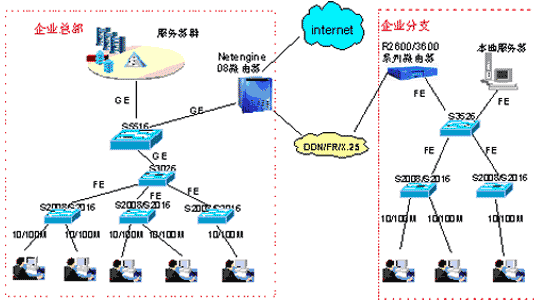 企业总部
服务器群
internet
企业分支
Netengine
08路由器
R2600/3600
系列路由器
本地服务器
GE
GE
FE
FE
S5516
S3526
DDN/FR/X.25
GE
S3026
FE
FE
FE
FE
FE
S2008/S2016
S2008/S2016
S2008/S2016
S2008/S2016
S2008/S2016
10/100M
10/100M
10/100M
10/100M
10/100M
10/100M
10/100M
10/100M